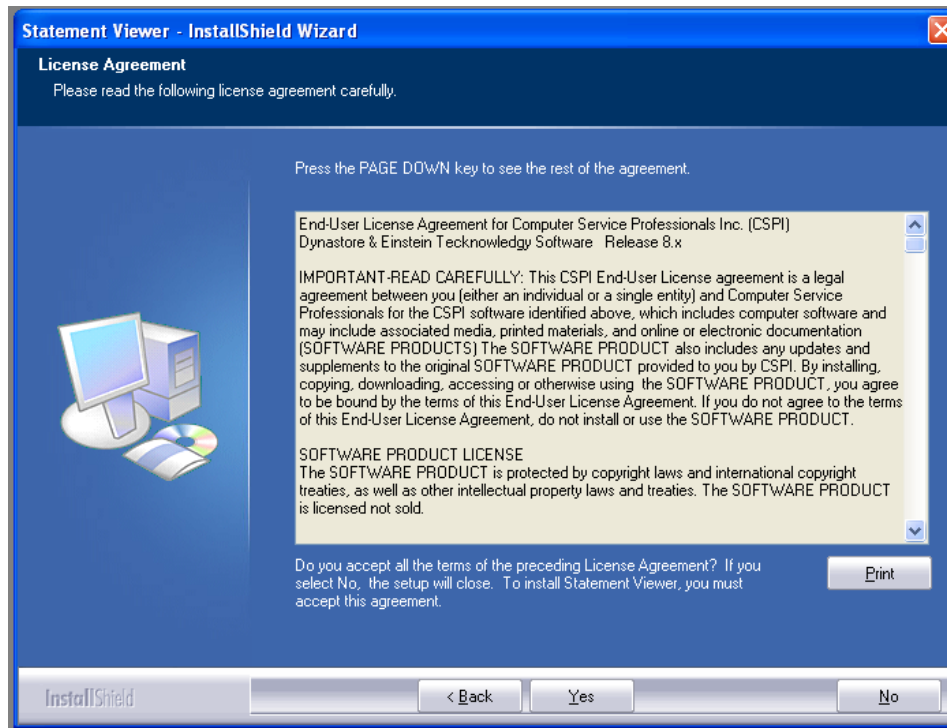 Statement Viewer - InstallShield Wizard
License Agreement
Please read the following license agreement carefully.
Press the PAGE DOWN key to see the rest of the agreement.
End-User License Agreement for Computer Service Professionals Inc. (CSPI)
Dynastore & Einstein Tecknowledgy Software   Release 8.x
IMPORTANT-READ CAREFULLY: This CSPI End-User License agreement is a legal
agreement between you (either an individual or a single entity) and Computer Service
Professionals for the CSPI software identified above, which includes computer software and
may include associated media, printed materials, and online or electronic documentation
(SOFTWARE PRODUCTS) The SOFTWARE PRODUCT also includes any updates and
supplements to the original SOFTWARE PRODUCT provided to you by CSPI. By installing,
copying, downloading, accessing or otherwise using  the SOFTWARE PRODUCT, you agree
to be bound by the terms of this End-User License Agreement. If you do not agree to the terms
of this End-User License Agreement, do not install or use the SOFTWARE PRODUCT.
SOFTWARE PRODUCT LICENSE
The SOFTWARE PRODUCT is protected by copyright laws and international copyright
treaties, as well as other intellectual property laws and treaties. The SOFTWARE PRODUCT
is licensed not sold.
Do you accept all the terms of the preceding License Agreement?  If you
select No,  the setup will close.  To install Statement Viewer, you must
accept this agreement.
Print
InstallShield
< Back
Yes
No